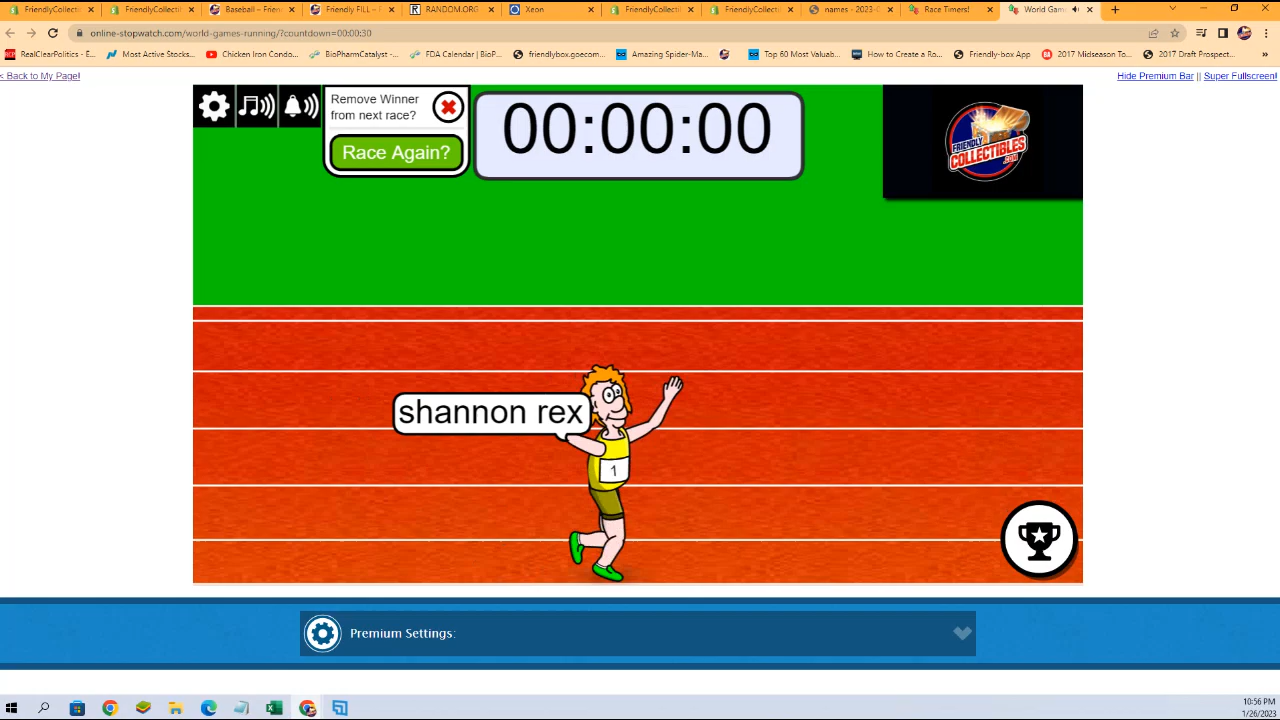 FriendlyCollecti
FriendlyCollecti
Baseball – Frien
Friendly FILL –
RANDOM.ORG
Xeon
FriendlyCollecti
FriendlyCollecti
names - 2023-0
Race Timers!
World Gam
online-stopwatch.com/world-games-running/?countdown=00:00:30
RealClearPolitics - E...
Most Active Stocks...
Chicken Iron Condo...
BioPharmCatalyst -...
FDA Calendar | BioP...
friendlybox.goecom...
Amazing Spider-Ma...
Top 60 Most Valuab...
How to Create a Ro...
Friendly-box App
2017 Midseason To...
2017 Draft Prospect...
< Back to My Page!
Hide Premium Bar || Super Fullscreen!
Remove Winner
from next race?
Race Again?
00:00:00
FRIENDLY
COLLECTIBLES
.COM
shannon rex
1
Premium Settings:
10:56 PM
1/26/2023